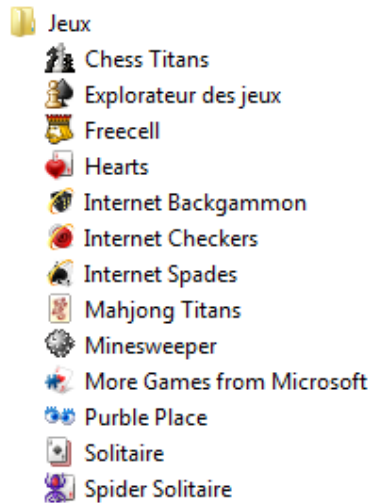 Jeux
Chess Titans
Explorateur des jeux
Freecell
Hearts
Internet Backgammon
Internet Checkers
Internet Spades
Mahjong Titans
Minesweeper
More Games from Microsoft
Purble Place
Solitaire
Spider Solitaire